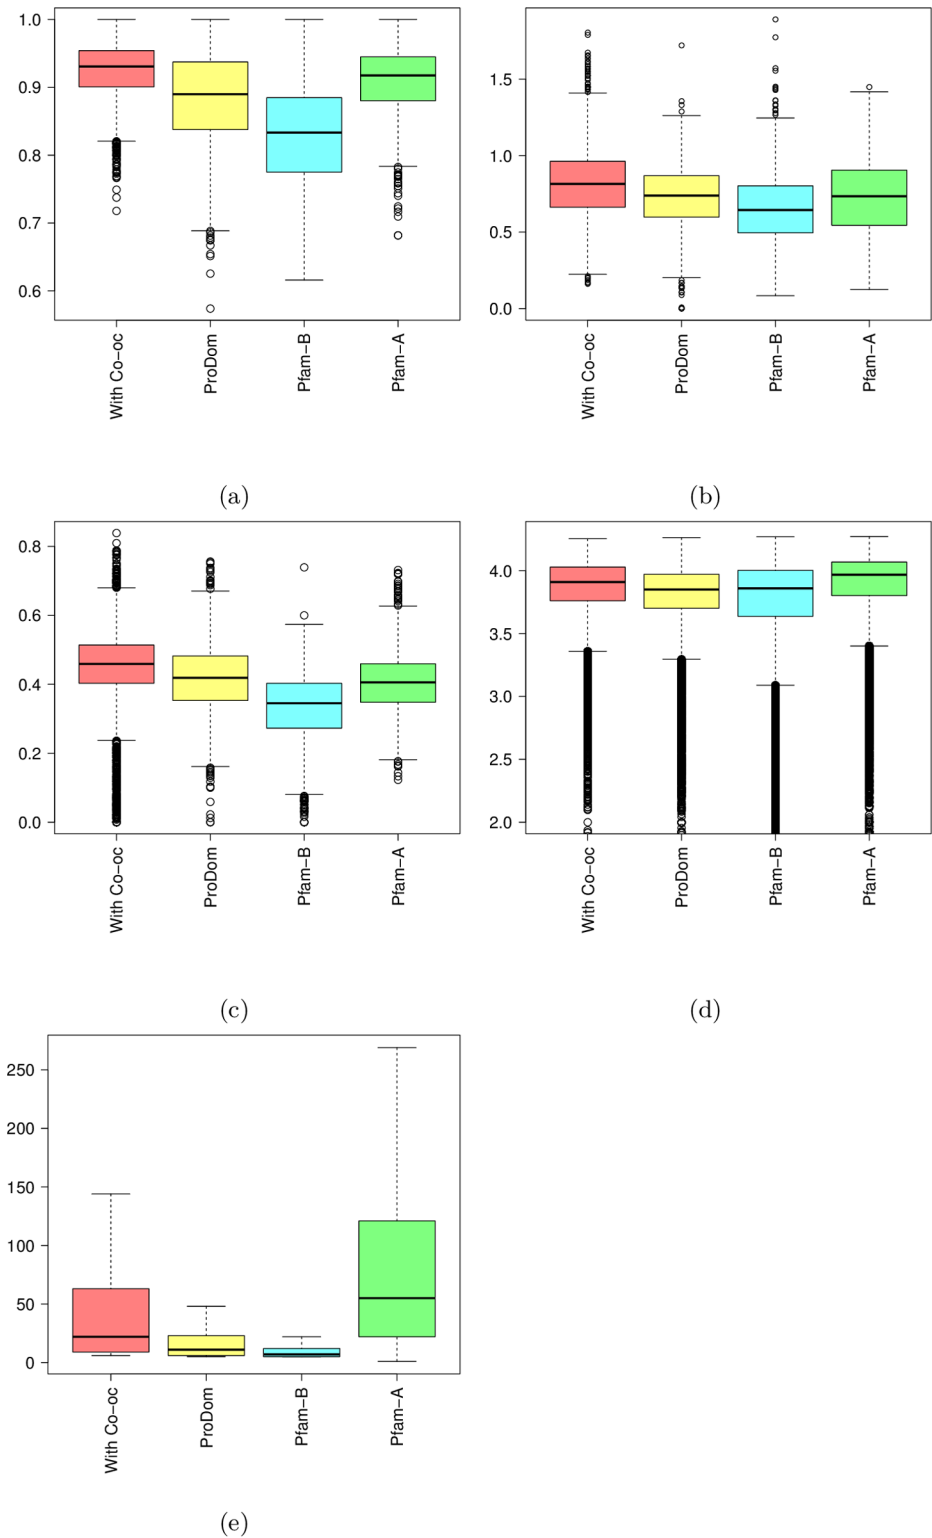 1.0
0.9
0.8
0.7
0.6
With Co−oc
ProDom
Pfam−B
Pfam−A
(a)
1.5
1.0
0.5
0.0
With Co−oc
ProDom
Pfam−B
Pfam−A
(b)
0.8
0.6
0.4
0.2
0.0
With Co−oc
ProDom
Pfam−B
Pfam−A
(c)
4.0
3.5
3.0
2.5
2.0
With Co−oc
ProDom
Pfam−B
Pfam−A
(d)
250
200
150
100
50
0
With Co−oc
ProDom
Pfam−B
Pfam−A
(e)